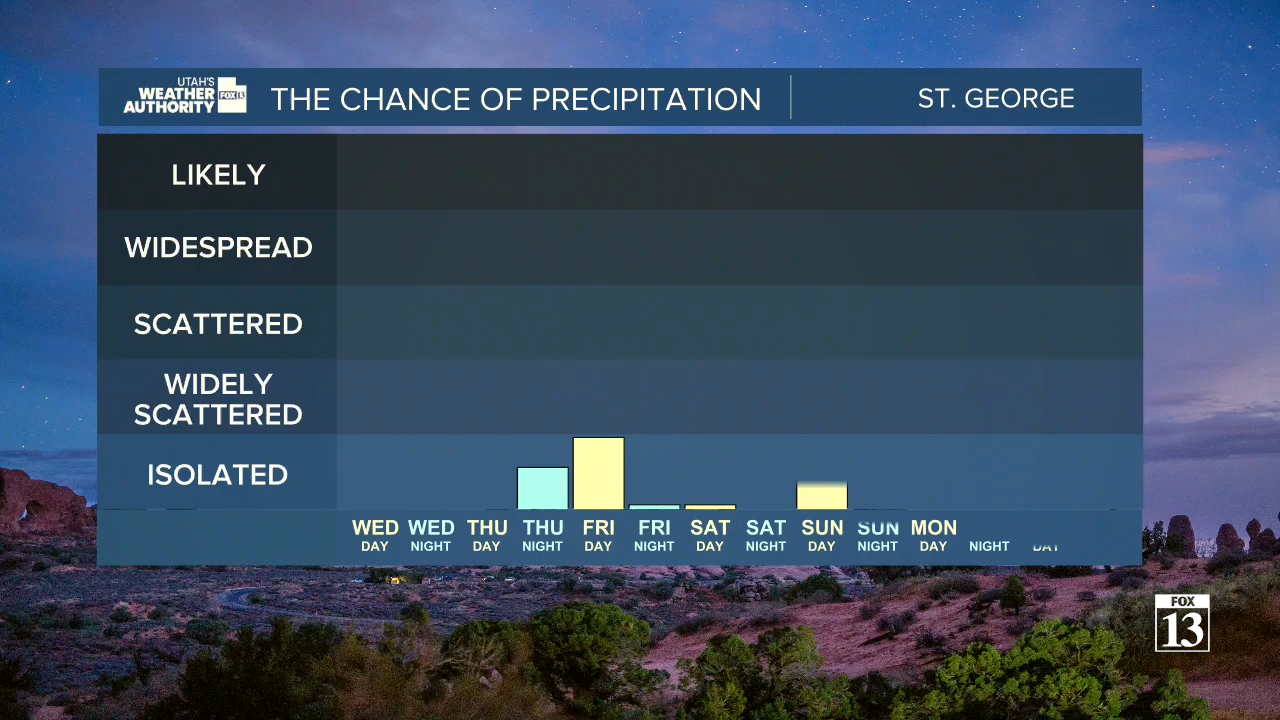 UTAH'S
WEATHER
AUTHORITY
FOX 13
THE CHANCE OF PRECIPITATION
ST. GEORGE
LIKELY
WIDESPREAD
SCATTERED
WIDELY
SCATTERED
ISOLATED
WED WED THU THU FRI FRI SAT SAT SUN SUN MON
DAY NIGHT DAY NIGHT DAY NIGHT DAY NIGHT DAY NIGHT DAY NIGHT DAY
FOX
13